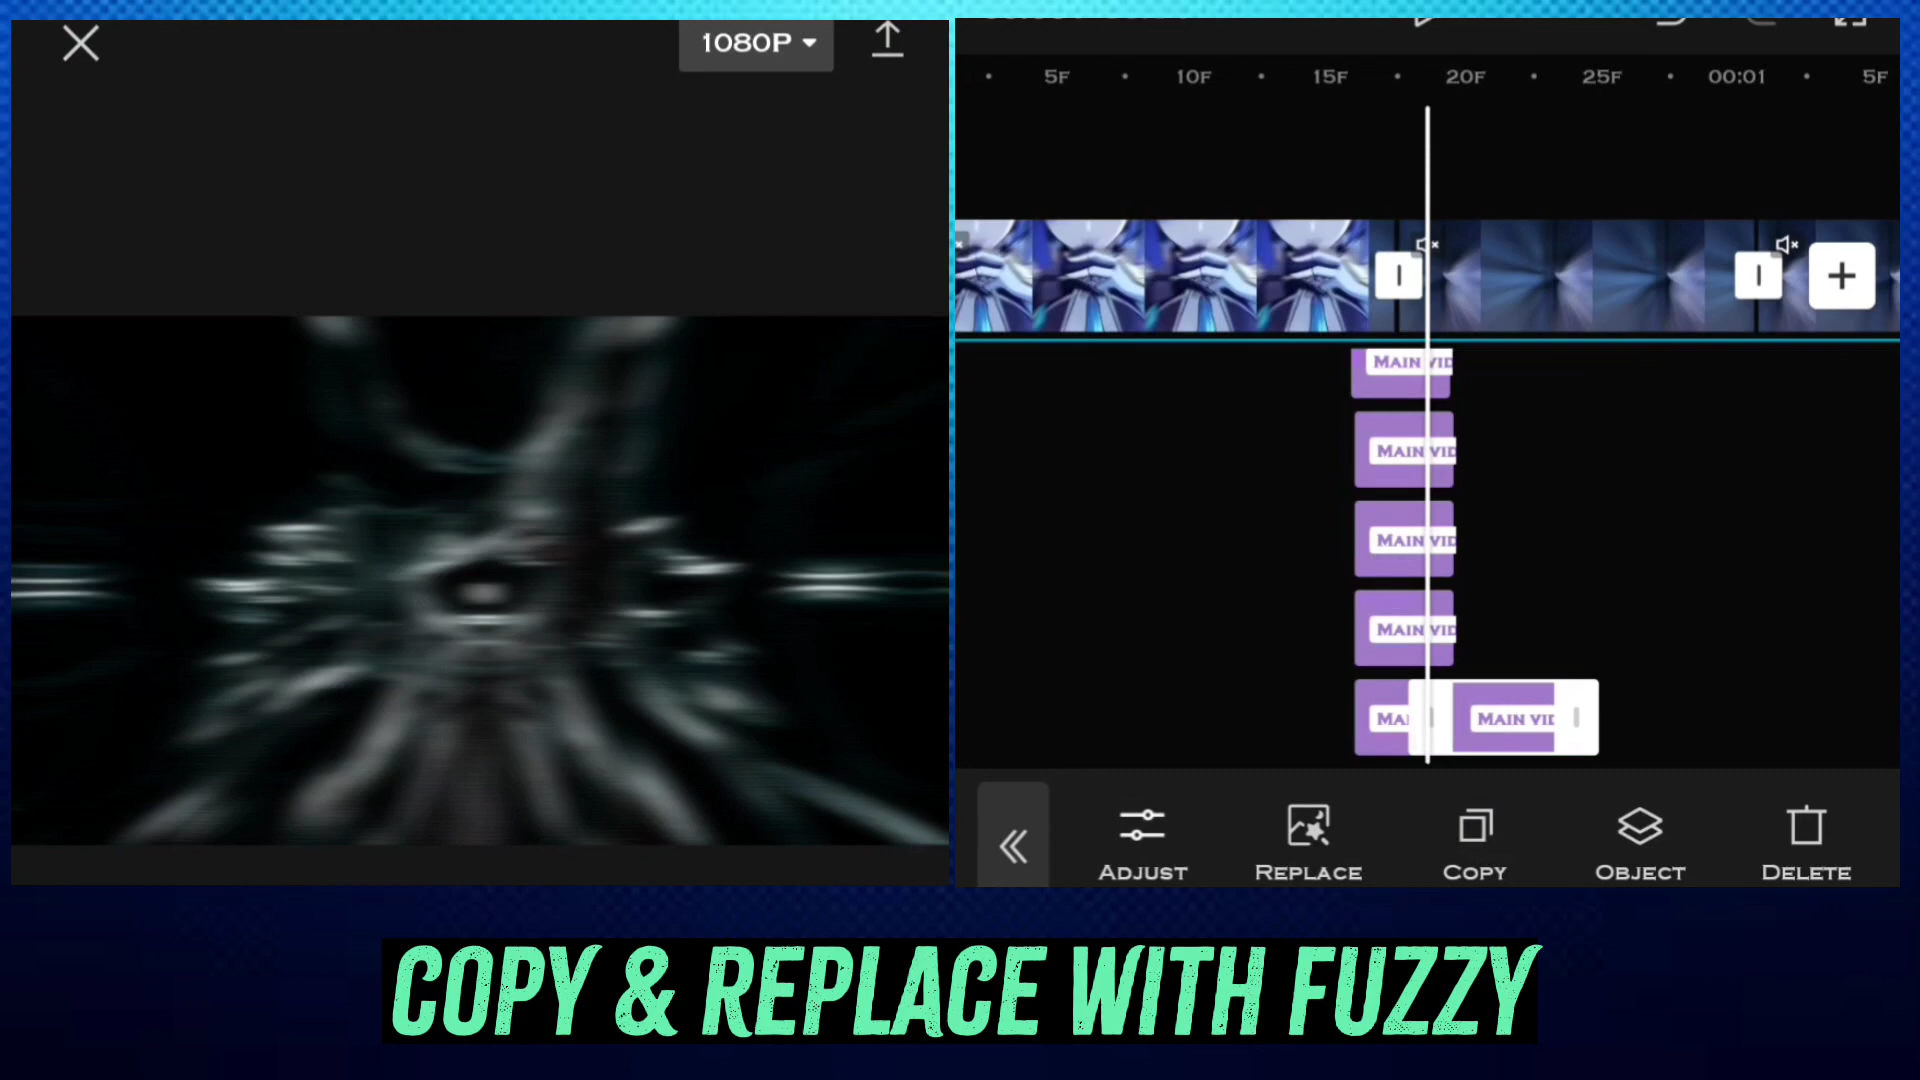 1080P
5F 10F 15F 20F 25F 00:01 5F
MAIN VID
MAIN VID
MAIN VID
MAIN VID
MAI MAIN VID
ADJUST REPLACE COPY OBJECT DELETE
COPY & REPLACE WITH FUZZY